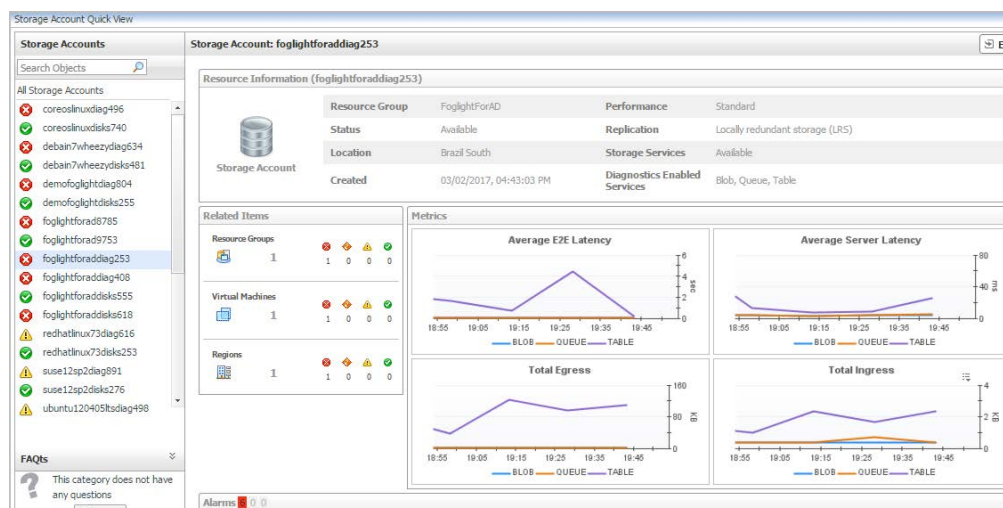 Storage Account Quick View
Storage Accounts
Search Objects
All Storage Accounts
coreoslinuxdiag496
coreoslinuxdisks740
debain7wheezydiag634
debain7wheezydisks481
demofoglightdiag804
demofoglightdisks255
foglightforad8785
foglightforad9753
foglightforaddiag253
foglightforaddiag408
foglightforaddisks555
foglightforaddisks618
redhatlinux73diag616
redhatlinux73disks253
suse12sp2diag891
suse12sp2disks276
ubuntu120405ltsdiag498
FAQts
This category does not have
any questions
Storage Account: foglightforaddiag253
E
Resource Information (foglightforaddiag253)
Storage Account
Resource Group FoglightForAD Performance Standard
Status Available Replication Locally redundant storage (LRS)
Location Brazil South Storage Services Available
Created 03/02/2017, 04:43:03 PM Diagnostics Enabled Services Blob, Queue, Table
Related Items
Resource Groups
1 1 0 0 0
Virtual Machines
1 1 0 0 0
Regions
1 1 0 0 0
Metrics
Average E2E Latency
6
4
2
0
sec
18:55 19:05 19:15 19:25 19:35 19:45
BLOB QUEUE TABLE
Average Server Latency
80
40
0
ms
18:55 19:05 19:15 19:25 19:35 19:45
BLOB QUEUE TABLE
Total Egress
160
80
0
KB
18:55 19:05 19:15 19:25 19:35 19:45
BLOB QUEUE TABLE
Total Ingress
4
2
0
KB
18:55 19:05 19:15 19:25 19:35 19:45
BLOB QUEUE TABLE
Alarms 6 0 0